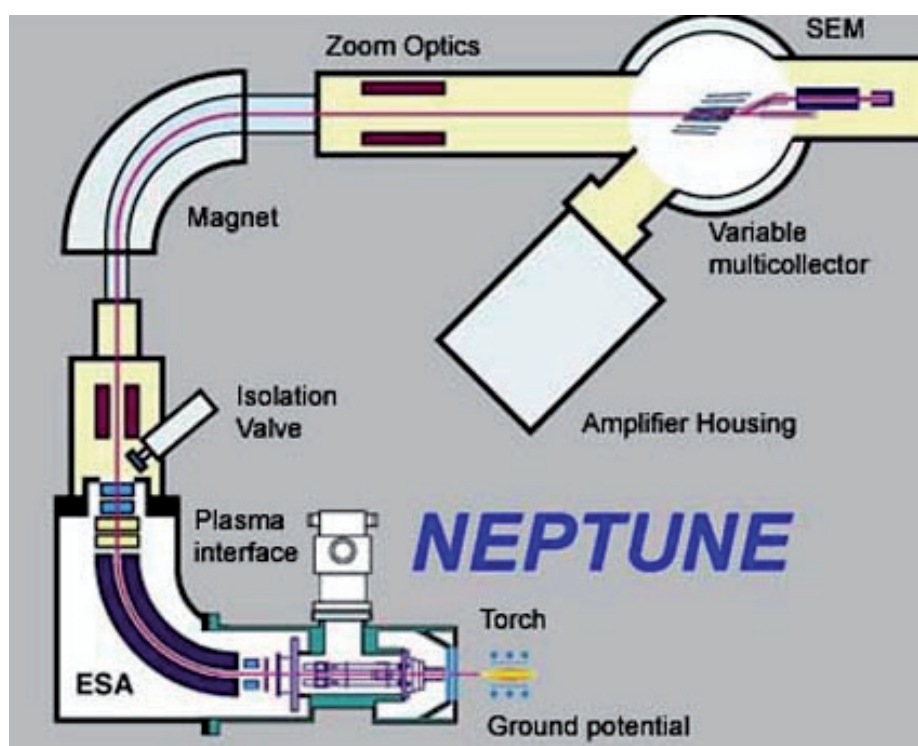 Zoom Optics
SEM
Magnet
Variable
multicollector
Isolation
Valve
Amplifier Housing
Plasma
interface
NEPTUNE
Torch
ESA
Ground potential